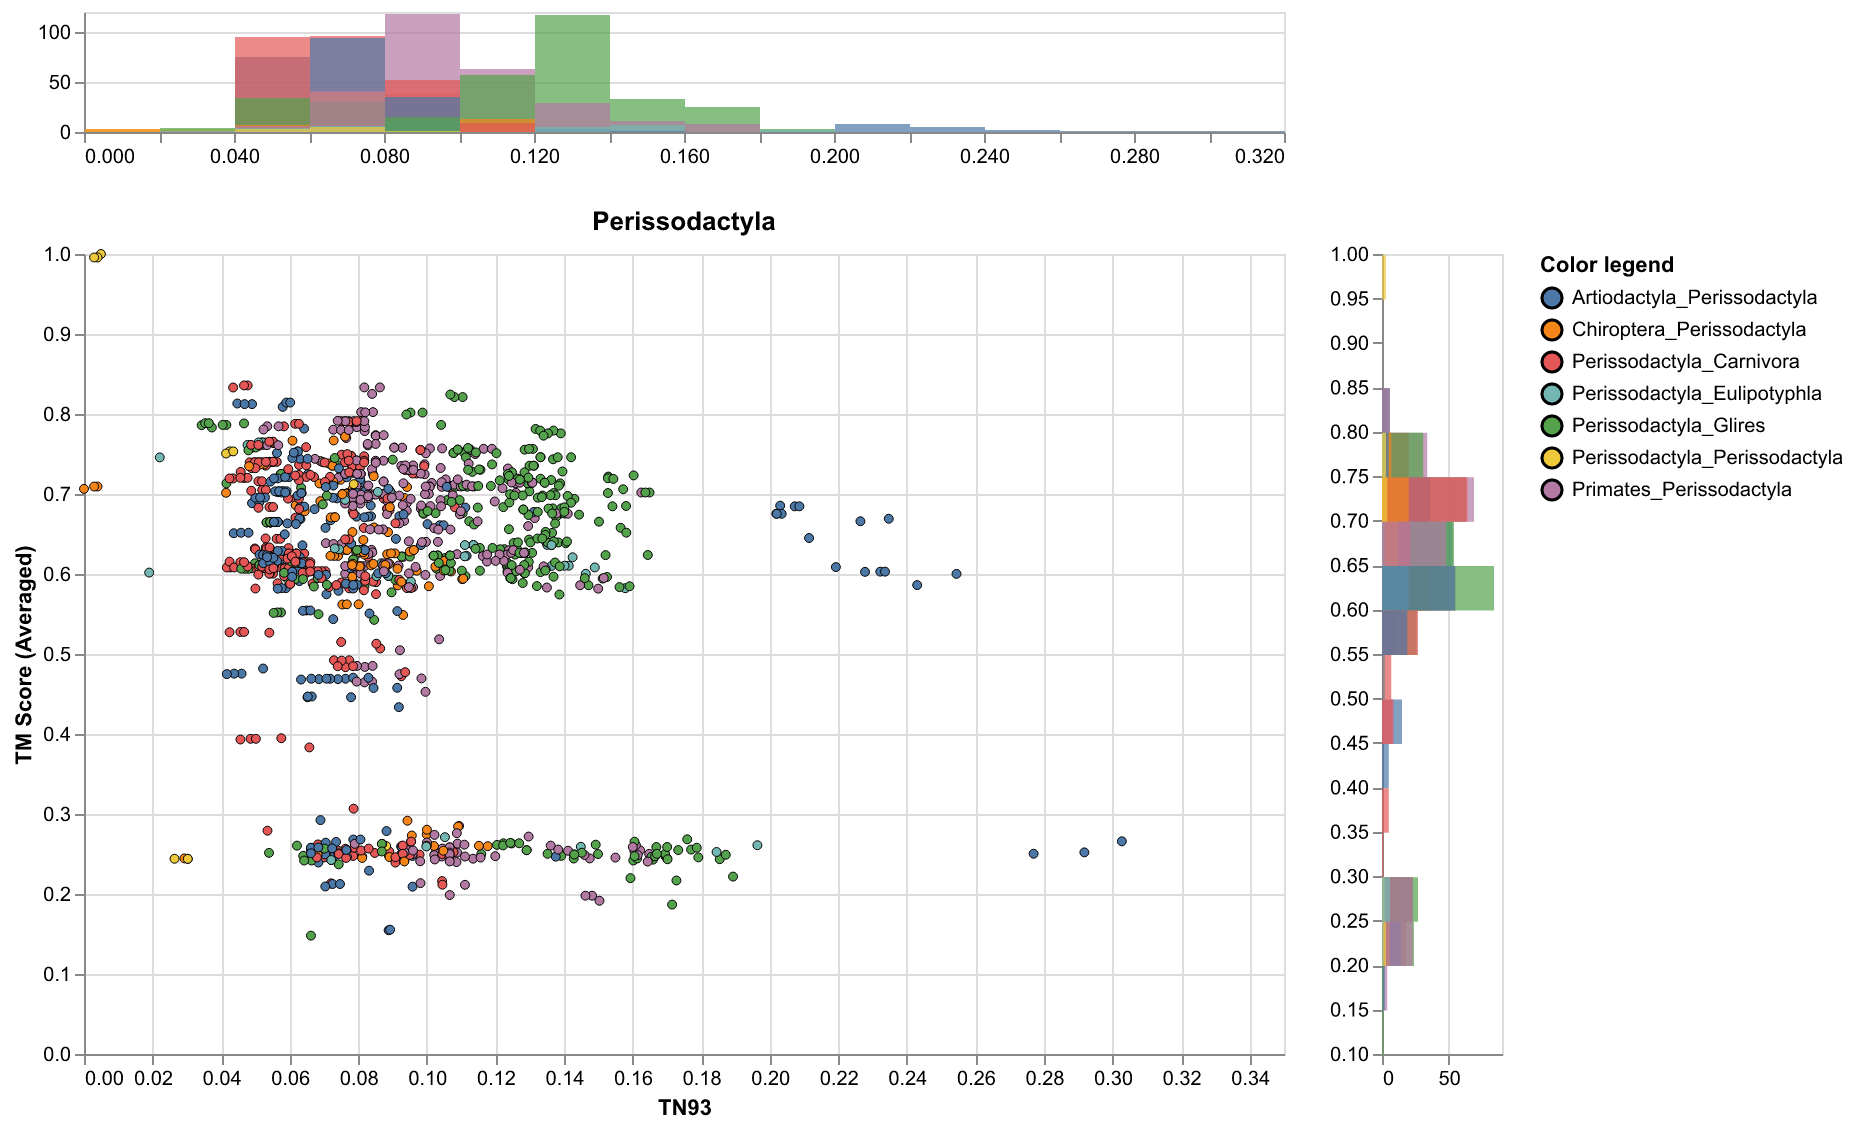 100
50
0
0.000 0.040 0.080 0.120 0.160 0.200 0.240 0.280 0.320
Perissodactyla
1.0
0.9
0.8
0.7
0.6
0.5
0.4
0.3
0.2
0.1
0.0
TM Score (Averaged)
0.00 0.02 0.04 0.06 0.08 0.10 0.12 0.14 0.16 0.18 0.20 0.22 0.24 0.26 0.28 0.30 0.32 0.34
TN93
1.00
0.95
0.90
0.85
0.80
0.75
0.70
0.65
0.60
0.55
0.50
0.45
0.40
0.35
0.30
0.25
0.20
0.15
0.10
0 50
Color legend
Artiodactyla_Perissodactyla
Chiroptera_Perissodactyla
Perissodactyla_Carnivora
Perissodactyla_Eulipotyphla
Perissodactyla_Glires
Perissodactyla_Perissodactyla
Primates_Perissodactyla